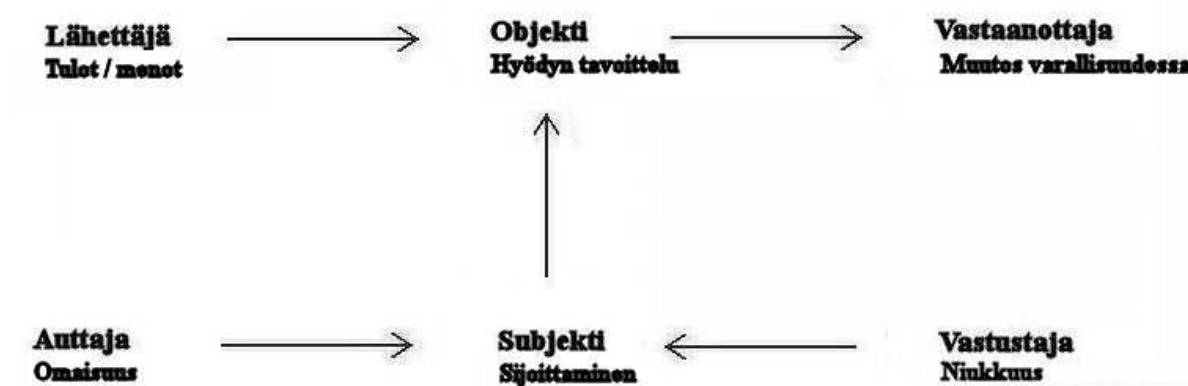 Lähettäjä
Tulot / menot
Objekti
Hyödyn tavoittelu
Vastaanottaja
Muutos varallisuudessa
Auttaja
Omaisuus
Subjekti
Sijoittaminen
Vastustaja
Niukkuus